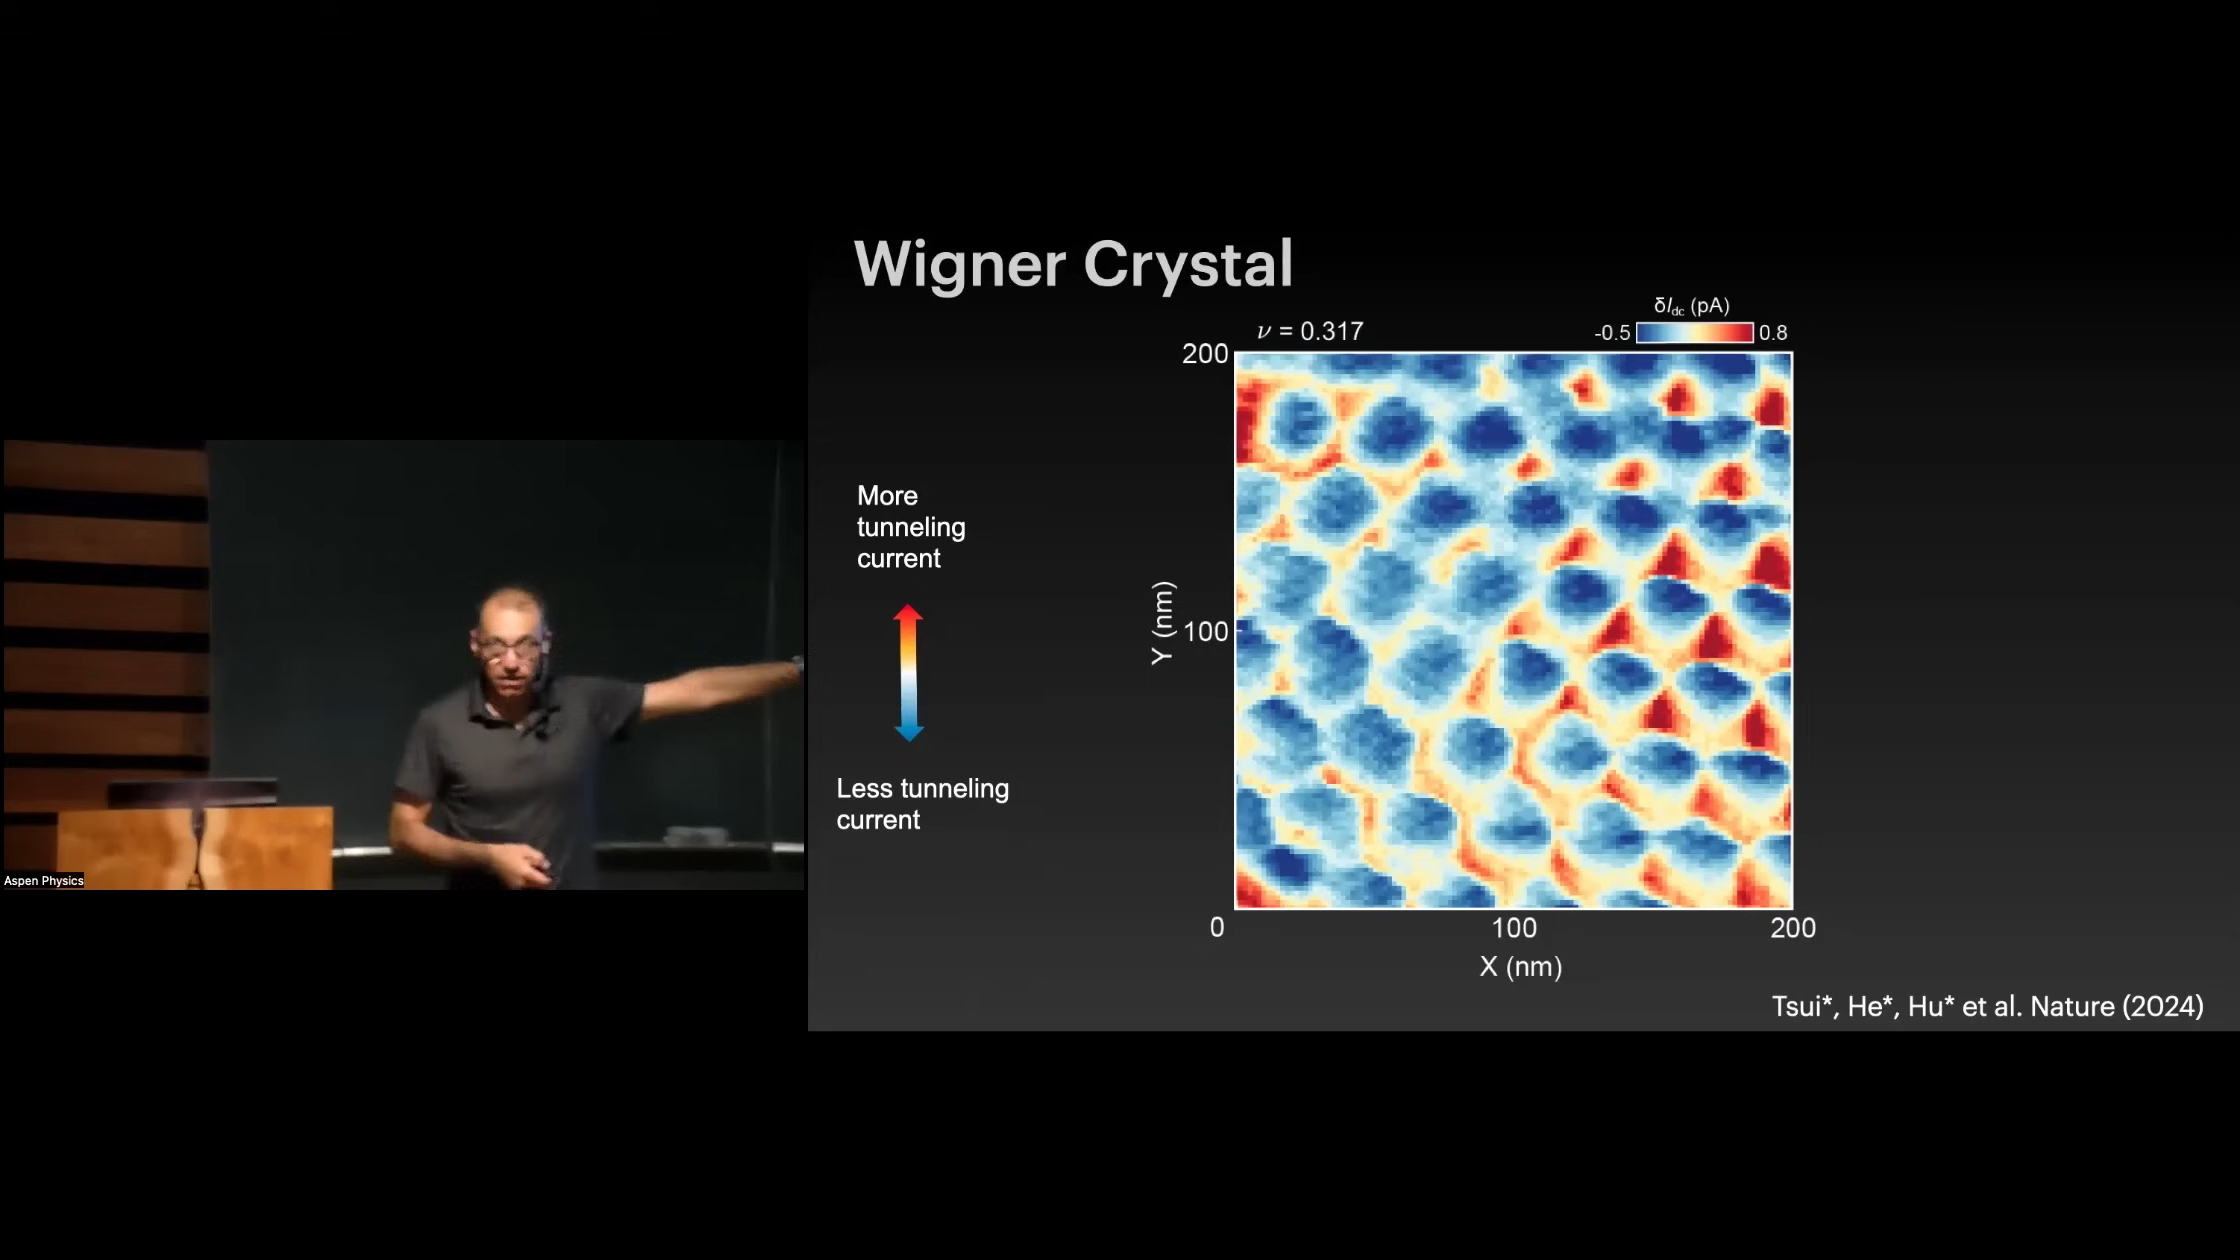 Wigner Crystal
ν = 0.317
δIdc (pA)
-0.5
0.8
200
100
0
100
200
Y (nm)
X (nm)
More
tunneling
current
Less tunneling
current
Tsui*, He*, Hu* et al. Nature (2024)
Aspen Physics